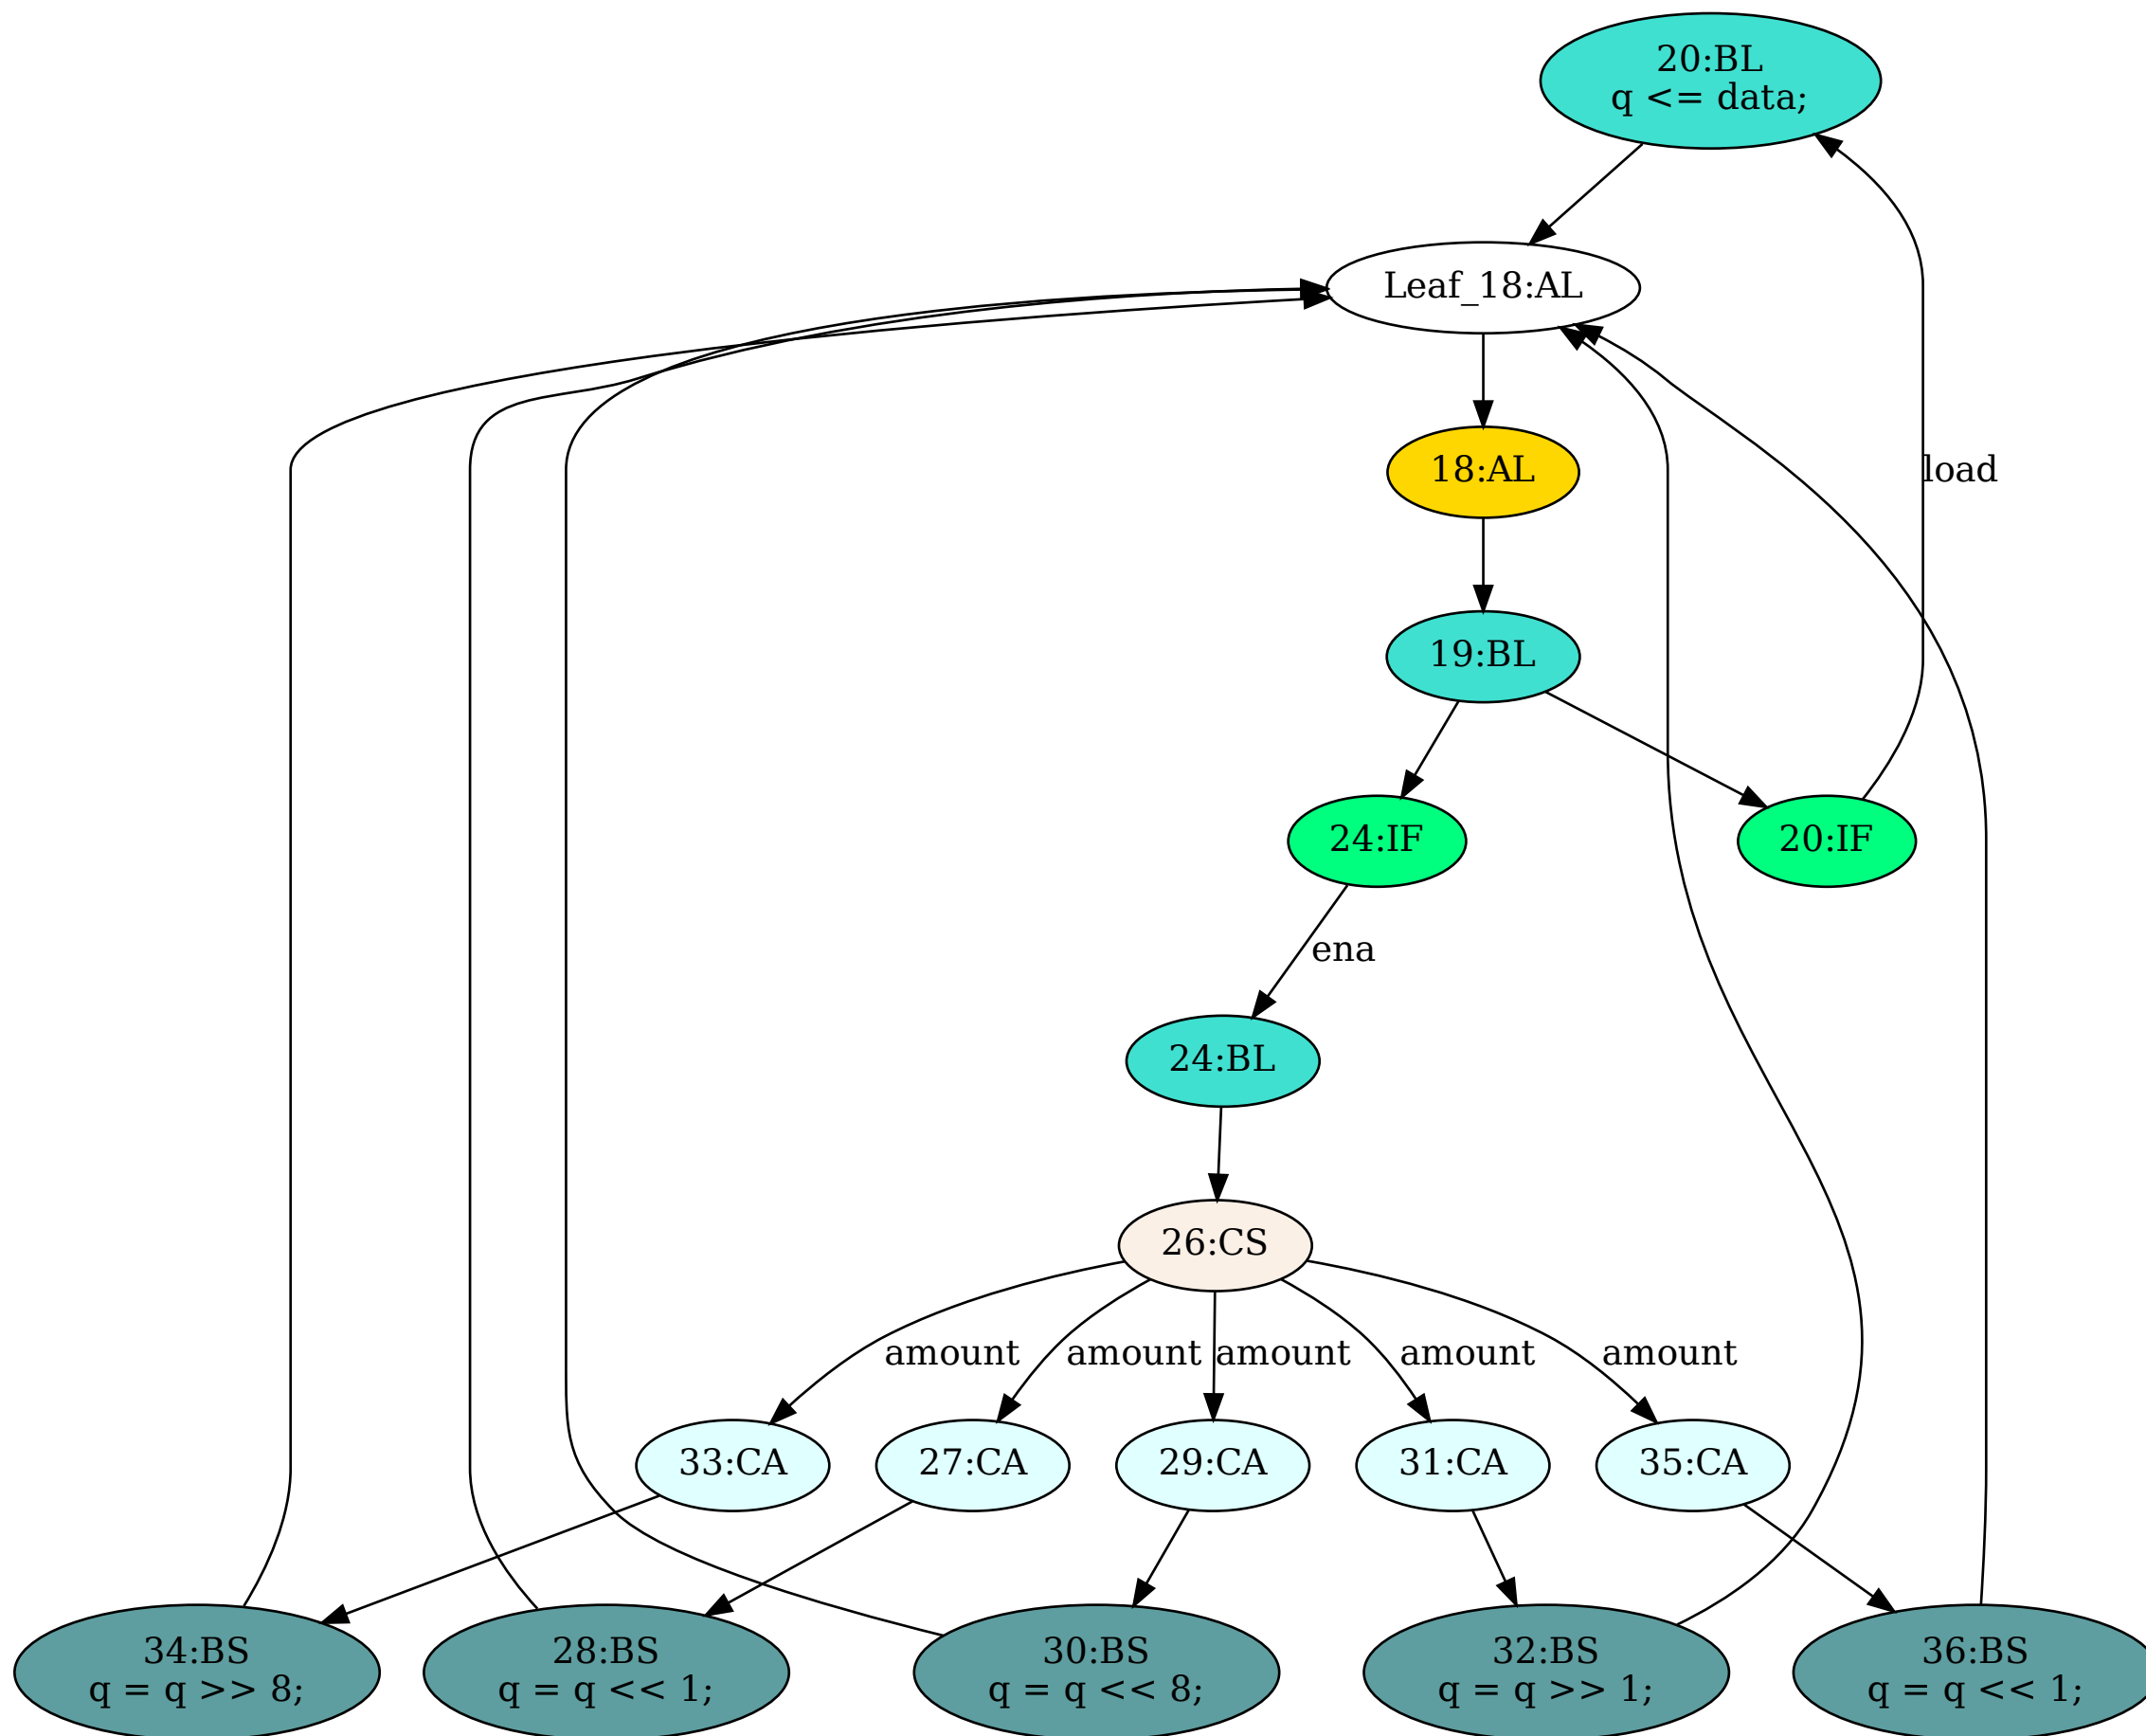 20:BL
q <= data;
Leaf_18:AL
18:AL
load
19:BL
24:IF
20:IF
ena
24:BL
26:CS
amount
amount
amount
amount
amount
33:CA
27:CA
29:CA
31:CA
35:CA
34:BS
q = q >> 8;
28:BS
q = q << 1;
30:BS
q = q << 8;
32:BS
q = q >> 1;
36:BS
q = q << 1;